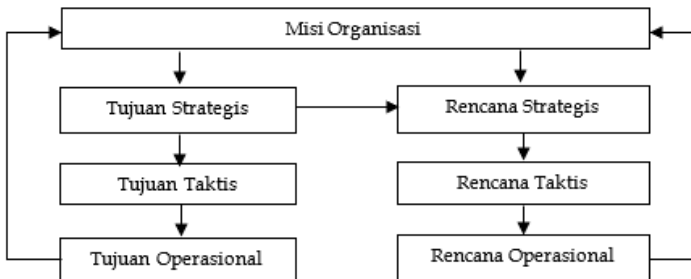 Misi Organisasi
Tujuan Strategis
Rencana Strategis
Tujuan Taktis
Rencana Taktis
Tujuan Operasional
Rencana Operasional